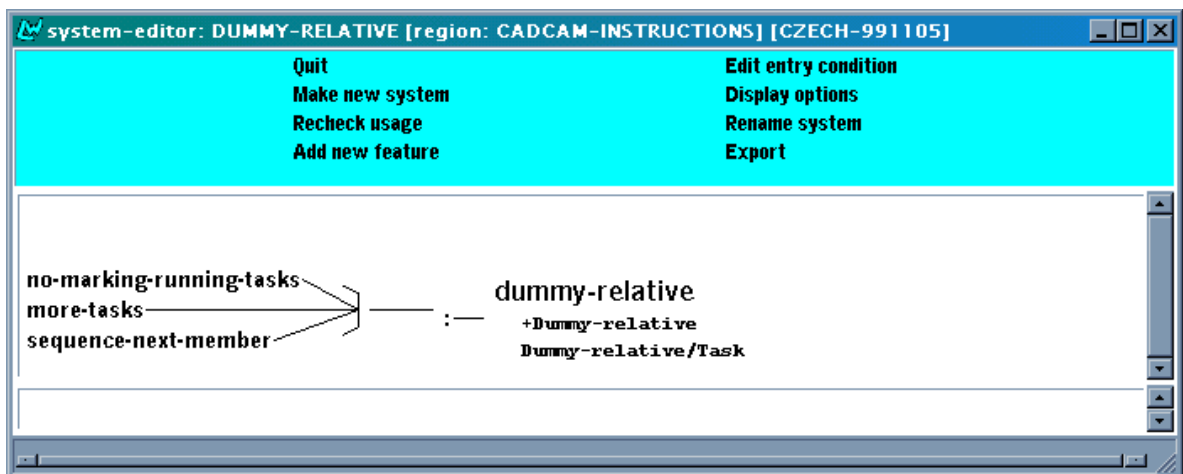 system-editor: DUMMY-RELATIVE [region: CADCAM-INSTRUCTIONS] [CZECH-991105]
Quit
Edit entry condition
Make new system
Display options
Recheck usage
Rename system
Add new feature
Export
no-marking-running-tasks
more-tasks
sequence-next-member
:
dummy-relative
+Dummy-relative
Dummy-relative/Task